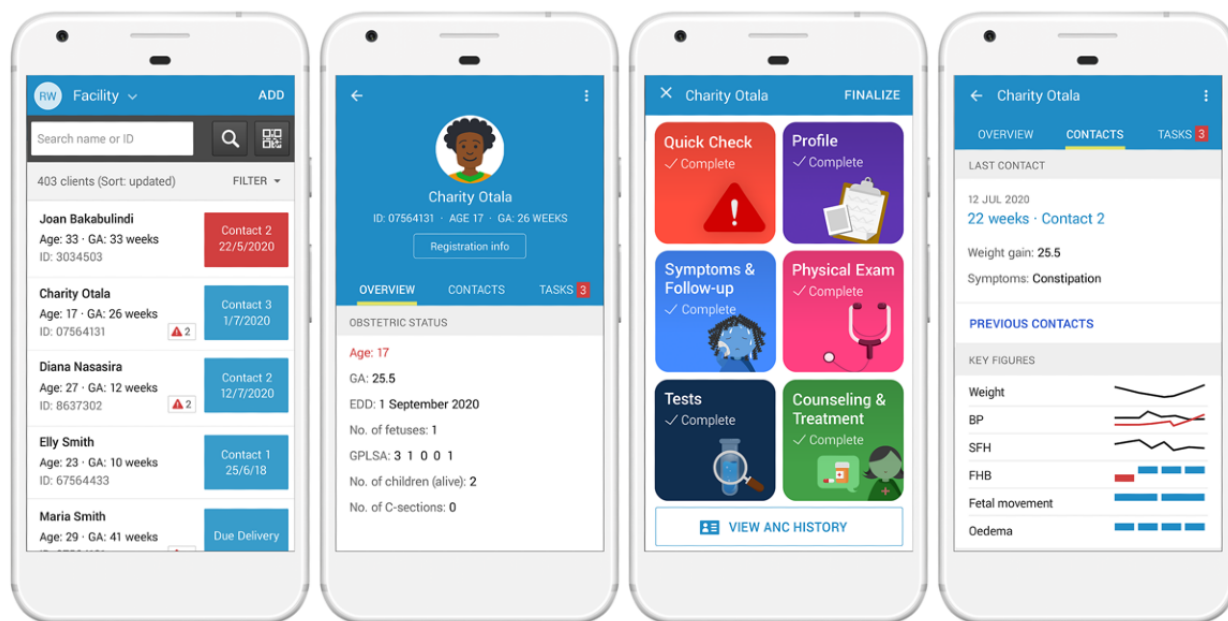 RW Facility ADD
Search name or ID
403 clients (Sort: updated) FILTER
Joan Bakabulindi
Age: 33 · GA: 33 weeks
ID: 3034503
Contact 2
22/5/2020
Charity Otala
Age: 17 · GA: 26 weeks
ID: 07564131
2
Contact 3
1/7/2020
Diana Nasasira
Age: 27 · GA: 12 weeks
ID: 8637302
2
Contact 2
12/7/2020
Elly Smith
Age: 23 · GA: 10 weeks
ID: 67564433
Contact 1
25/6/18
Maria Smith
Age: 29 · GA: 41 weeks
Due Delivery
Charity Otala
ID: 07564131 · AGE 17 · GA: 26 WEEKS
Registration info
OVERVIEW CONTACTS TASKS 3
OBSTETRIC STATUS
Age: 17
GA: 25.5
EDD: 1 September 2020
No. of fetuses: 1
GPLSA: 3 1 0 0 1
No. of children (alive): 2
No. of C-sections: 0
Charity Otala FINALIZE
Quick Check
Complete
Profile
Complete
Symptoms &
Follow-up
Complete
Physical Exam
Complete
Tests
Complete
Counseling &
Treatment
Complete
VIEW ANC HISTORY
Charity Otala
OVERVIEW CONTACTS TASKS 3
LAST CONTACT
12 JUL 2020
22 weeks · Contact 2
Weight gain: 25.5
Symptoms: Constipation
PREVIOUS CONTACTS
KEY FIGURES
Weight
BP
SFH
FHB
Fetal movement
Oedema